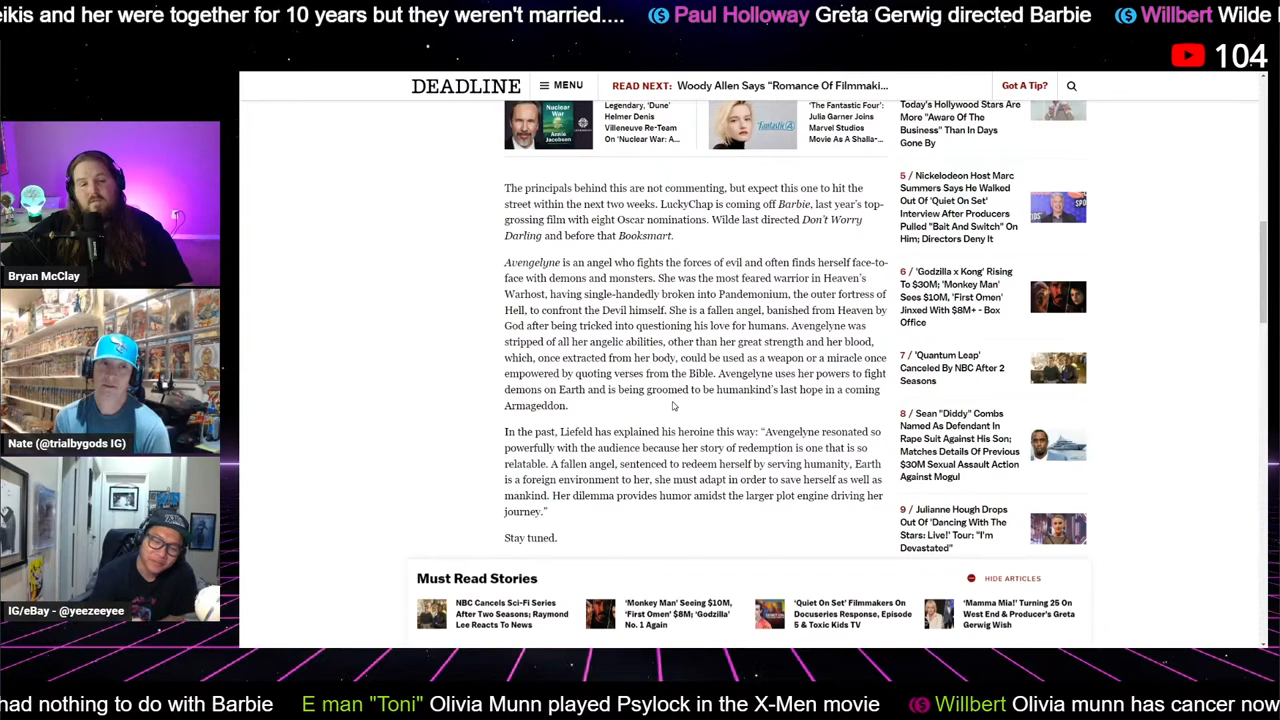 eikis and her were together for 10 years but they weren't married.... Paul Holloway Greta Gerwig directed Barbie Willbert Wilde
104
DEADLINE
MENU
READ NEXT: Woody Allen Says “Romance Of Filmmaki...
Got A Tip?
Legendary, 'Dune'
Helmer Denis
Villeneuve Re-Team
On 'Nuclear War: A...
Nuclear
War
Annie
Jacobsen
'The Fantastic Four':
Julia Garner Joins
Marvel Studios
Movie As A Shalla-...
Fantastic
Today's Hollywood Stars Are
More "Aware Of The
Business" Than In Days
Gone By
The principals behind this are not commenting, but expect this one to hit the
street within the next two weeks. LuckyChap is coming off Barbie, last year's top-
grossing film with eight Oscar nominations. Wilde last directed Don't Worry
Darling and before that Booksmart.
Avengelyne is an angel who fights the forces of evil and often finds herself face-to-
face with demons and monsters. She was the most feared warrior in Heaven's
Warhost, having single-handedly broken into Pandemonium, the outer fortress of
Hell, to confront the Devil himself. She is a fallen angel, banished from Heaven by
God after being tricked into questioning his love for humans. Avengelyne was
stripped of all her angelic abilities, other than her great strength and her blood,
which, once extracted from her body, could be used as a weapon or a miracle once
empowered by quoting verses from the Bible. Avengelyne uses her powers to fight
demons on Earth and is being groomed to be humankind's last hope in a coming
Armageddon.
In the past, Liefeld has explained his heroine this way: “Avengelyne resonated so
powerfully with the audience because her story of redemption is one that is so
relatable. A fallen angel, sentenced to redeem herself by serving humanity, Earth
is a foreign environment to her, she must adapt in order to save herself as well as
mankind. Her dilemma provides humor amidst the larger plot engine driving her
journey.”
Stay tuned.
5 / Nickelodeon Host Marc
Summers Says He Walked
Out Of 'Quiet On Set'
Interview After Producers
Pulled "Bait And Switch" On
Him; Directors Deny It
6 / 'Godzilla x Kong' Rising
To $30M; 'Monkey Man'
Sees $10M, 'First Omen'
Jinxed With $8M+ - Box
Office
7 / 'Quantum Leap'
Canceled By NBC After 2
Seasons
8 / Sean "Diddy" Combs
Named As Defendant In
Rape Suit Against His Son;
Matches Details Of Previous
$30M Sexual Assault Action
Against Mogul
9 / Julianne Hough Drops
Out Of 'Dancing With The
Stars: Live!' Tour: "I'm
Devastated"
Must Read Stories
HIDE ARTICLES
NBC Cancels Sci-Fi Series
After Two Seasons; Raymond
Lee Reacts To News
'Monkey Man' Seeing $10M,
'First Omen' $8M; 'Godzilla'
No. 1 Again
'Quiet On Set' Filmmakers On
Docuseries Response, Episode
5 & Toxic Kids TV
'Mamma Mia!' Turning 25 On
West End & Producer's Greta
Gerwig Wish
Bryan McClay
Nate (@trialbygods IG)
IG/eBay - @yeezeeyee
had nothing to do with Barbie E man "Toni" Olivia Munn played Psylock in the X-Men movie Willbert Olivia munn has cancer now